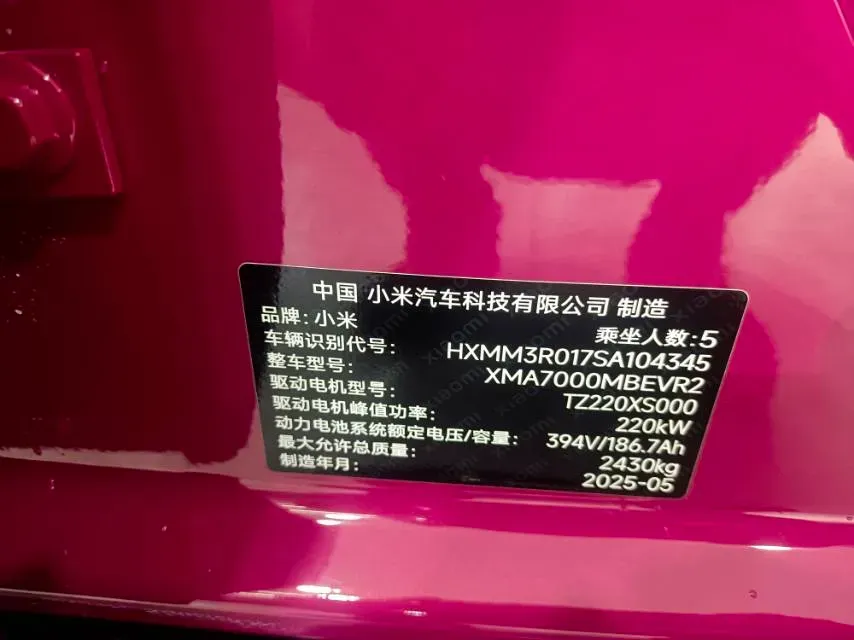 中国 小米汽车科技有限公司 制造
品牌:小米 乘坐人数:5
车辆识别代号: HXMM3R017SA104345
整车型号: XMA7000MBEVR2
驱动电机型号: TZ220XS000
驱动电机峰值功率: 220kW
动力电池系统额定电压/容量: 394V/186.7Ah
最大允许总质量: 2430kg
制造年月: 2025-05